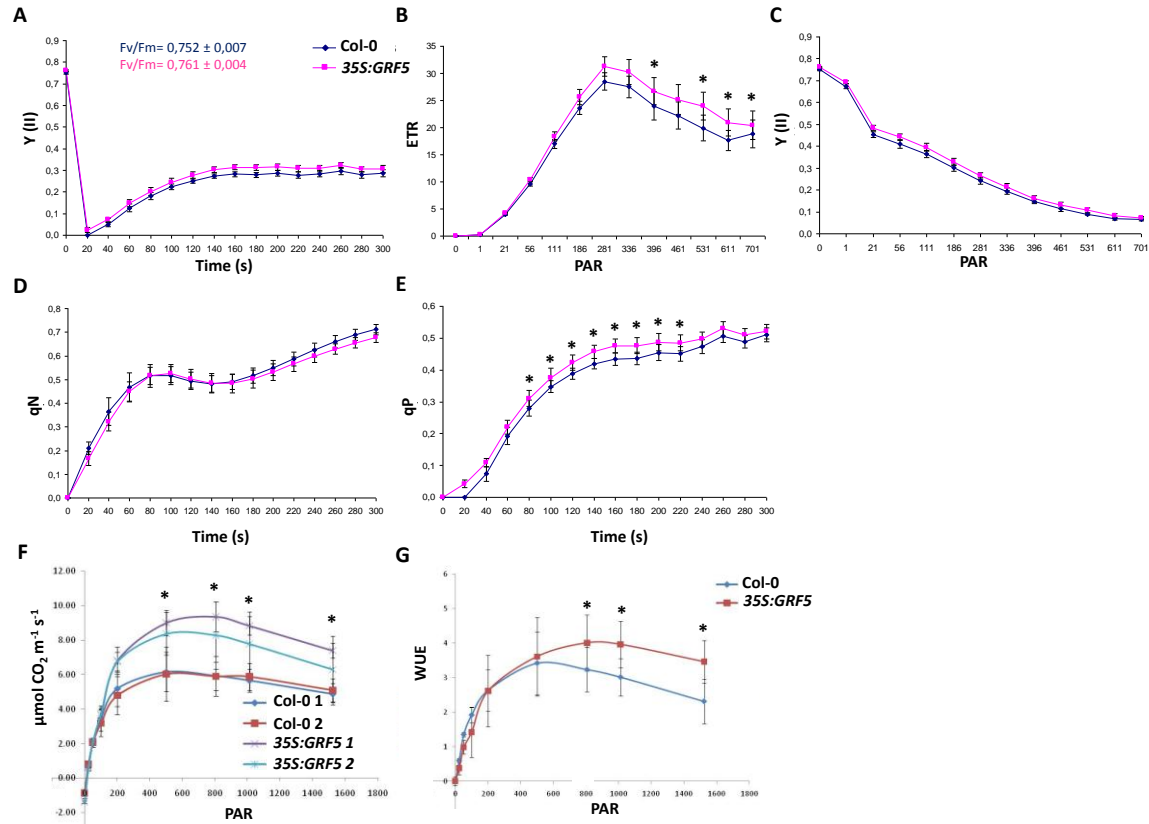 A
Fv/Fm= 0,752 ± 0,007
Fv/Fm= 0,761 ± 0,004
Col-0
35S:GRF5
Y (II)
0,9
0,8
0,7
0,6
0,5
0,4
0,3
0,2
0,1
0,0
0 20 40 60 80 100 120 140 160 180 200 220 240 260 280 300
Time (s)
B
ETR
35
30
25
20
15
10
5
0
* * * *
0 1 21 56 111 186 281 336 396 461 531 611 701
PAR
C
Y (II)
0,9
0,8
0,7
0,6
0,5
0,4
0,3
0,2
0,1
0,0
0 1 21 56 111 186 281 336 396 461 531 611 701
PAR
D
qN
0,8
0,7
0,6
0,5
0,4
0,3
0,2
0,1
0,0
0 20 40 60 80 100 120 140 160 180 200 220 240 260 280 300
Time (s)
E
qP
0,6
0,5
0,4
0,3
0,2
0,1
0,0
* * * * * * * *
0 20 40 60 80 100 120 140 160 180 200 220 240 260 280 300
Time (s)
F
µmol CO₂ m⁻¹ s⁻¹
12.00
10.00
8.00
6.00
4.00
2.00
0.00
-2.00
* * * *
Col-0 1
Col-0 2
35S:GRF5 1
35S:GRF5 2
200 400 600 800 1000 1200 1400 1600 1800
PAR
G
WUE
6
5
4
3
2
1
0
* * *
Col-0
35S:GRF5
0 200 400 600 800 1000 1200 1400 1600 1800
PAR